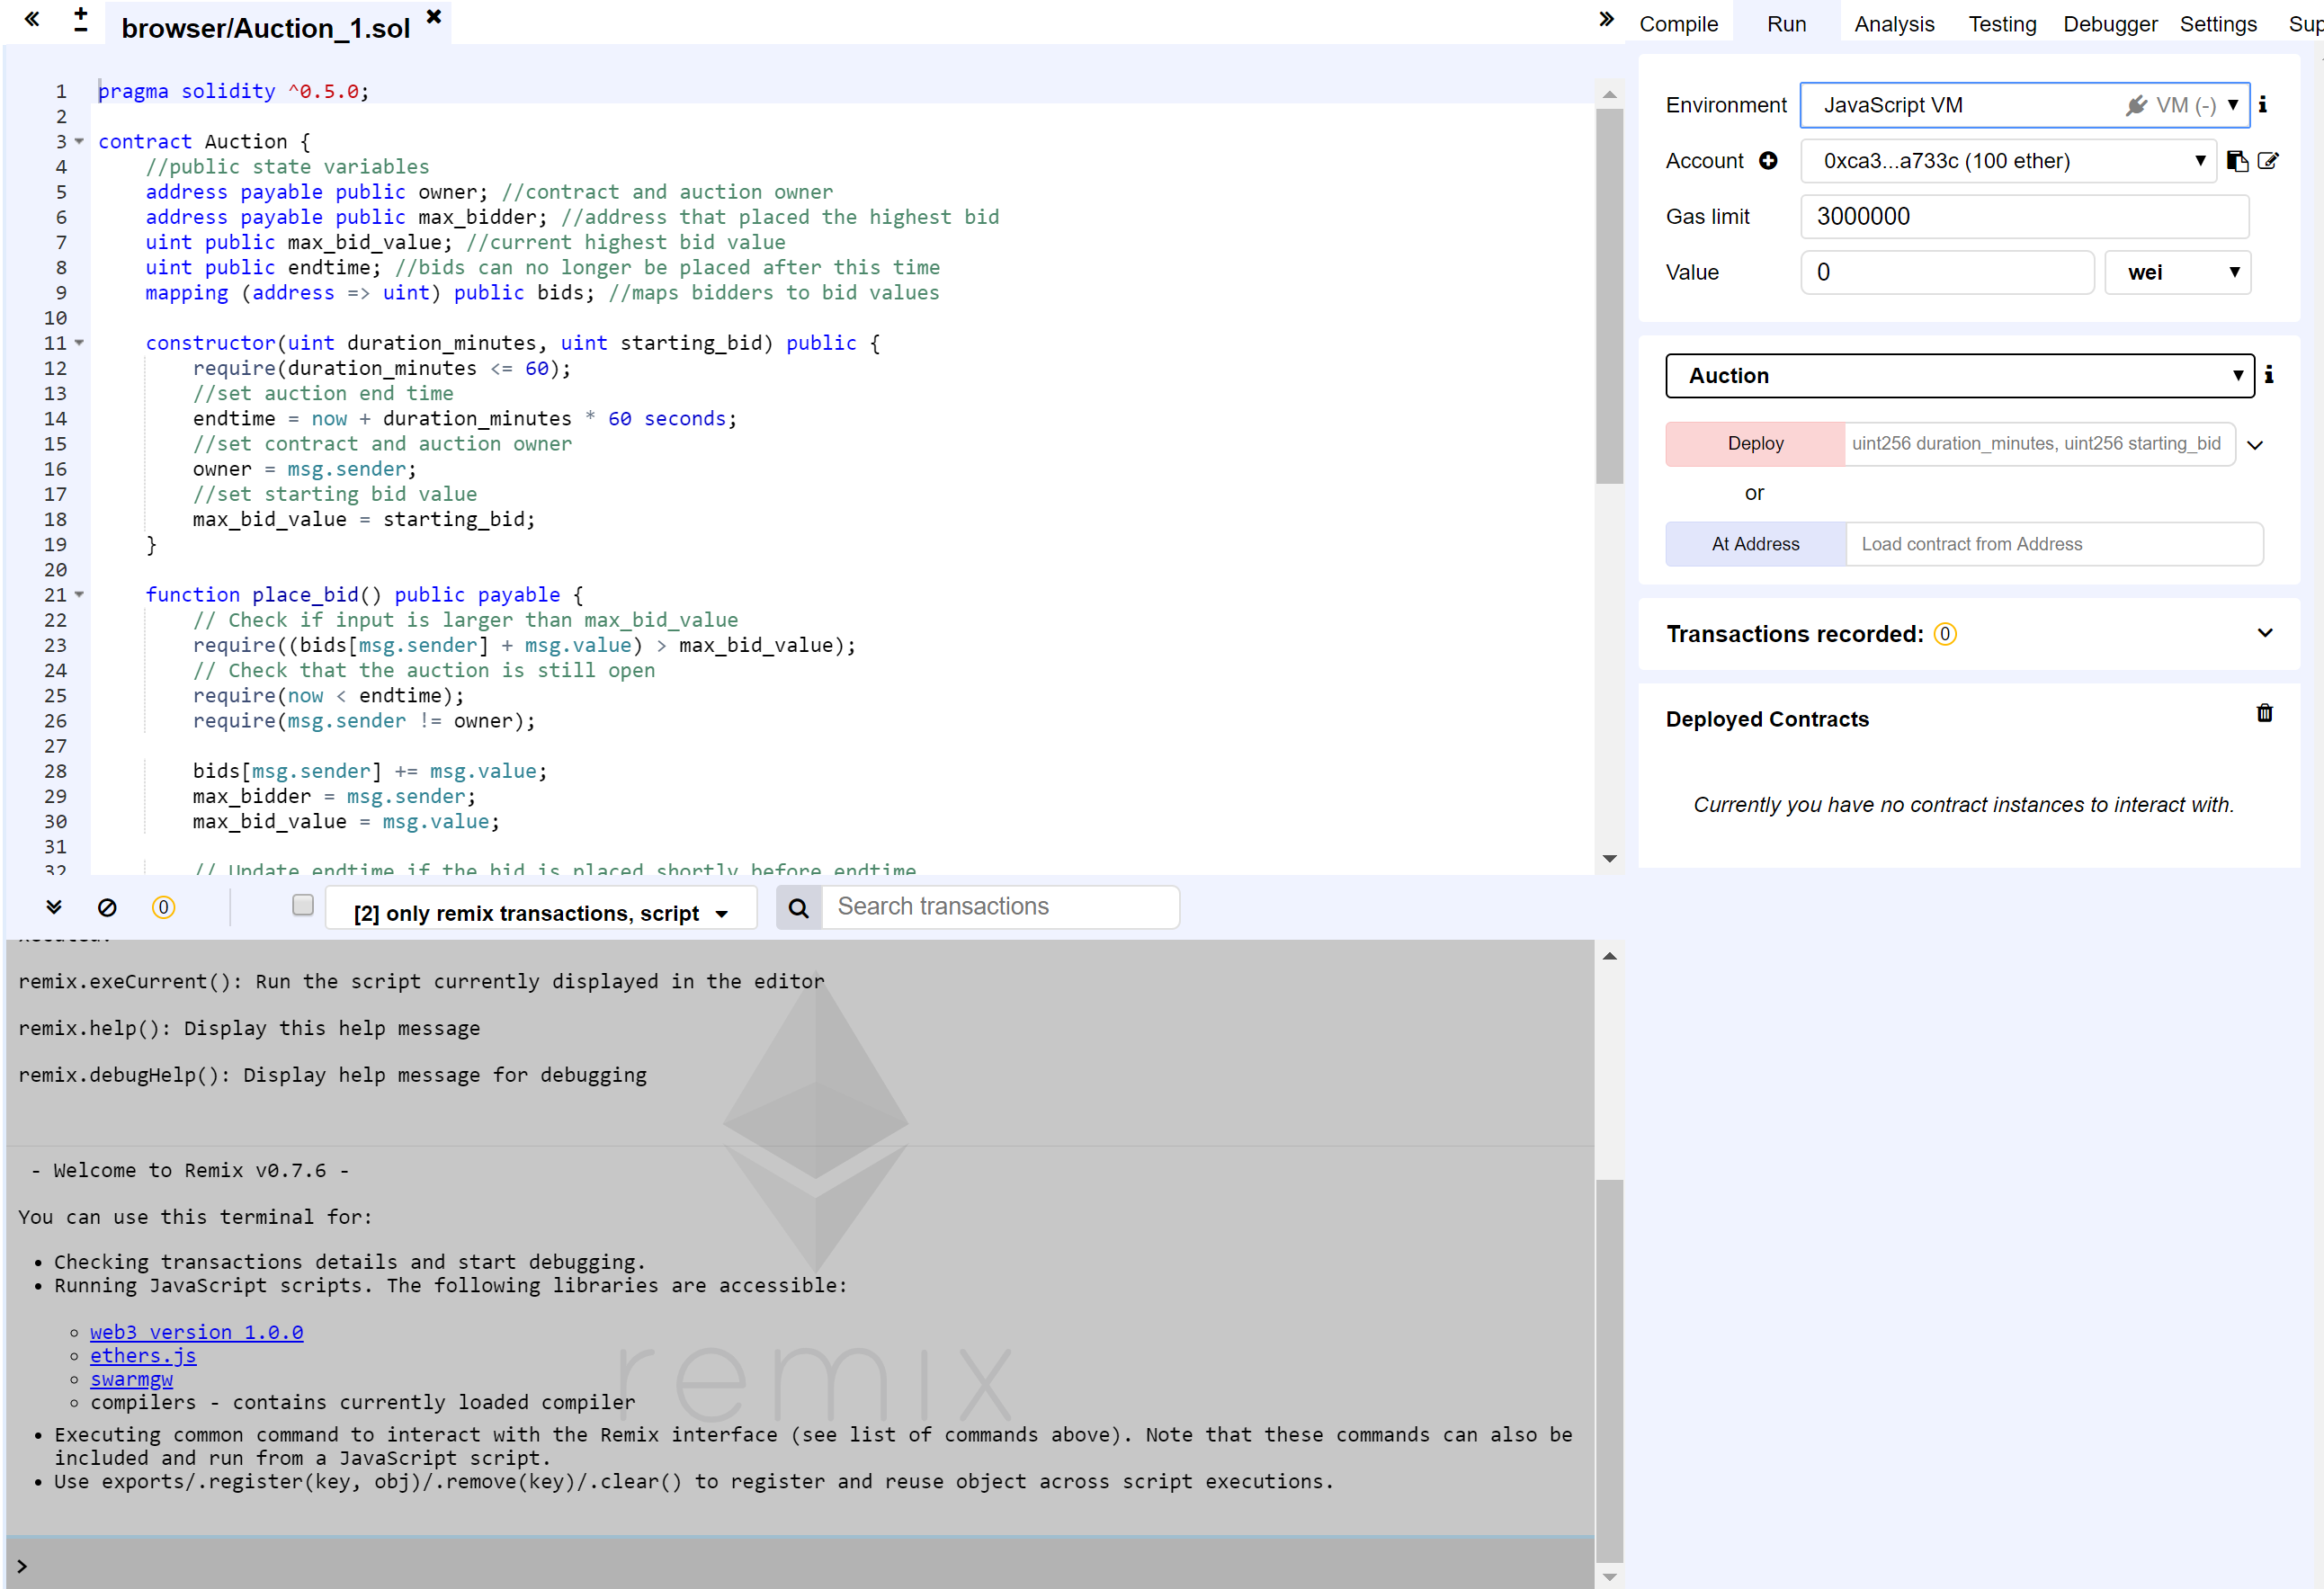 browser/Auction_1.sol
1 pragma solidity ^0.5.0;
2
3 contract Auction {
4 //public state variables
5 address payable public owner; //contract and auction owner
6 address payable public max_bidder; //address that placed the highest bid
7 uint public max_bid_value; //current highest bid value
8 uint public endtime; //bids can no longer be placed after this time
9 mapping (address => uint) public bids; //maps bidders to bid values
10
11 constructor(uint duration_minutes, uint starting_bid) public {
12 require(duration_minutes <= 60);
13 //set auction end time
14 endtime = now + duration_minutes * 60 seconds;
15 //set contract and auction owner
16 owner = msg.sender;
17 //set starting bid value
18 max_bid_value = starting_bid;
19 }
20
21 function place_bid() public payable {
22 // Check if input is larger than max_bid_value
23 require((bids[msg.sender] + msg.value) > max_bid_value);
24 // Check that the auction is still open
25 require(now < endtime);
26 require(msg.sender != owner);
27
28 bids[msg.sender] += msg.value;
29 max_bidder = msg.sender;
30 max_bid_value = msg.value;
31
32 // Update endtime if the bid is placed shortly before endtime
0
[2] only remix transactions, script
Search transactions
remix.exeCurrent(): Run the script currently displayed in the editor
remix.help(): Display this help message
remix.debugHelp(): Display help message for debugging
- Welcome to Remix v0.7.6 -
You can use this terminal for:
• Checking transactions details and start debugging.
• Running JavaScript scripts. The following libraries are accessible:
web3 version 1.0.0
ethers.js
swarmgw
compilers - contains currently loaded compiler
• Executing common command to interact with the Remix interface (see list of commands above). Note that these commands can also be
included and run from a JavaScript script.
• Use exports/.register(key, obj)/.remove(key)/.clear() to register and reuse object across script executions.
remix
>
Compile Run Analysis Testing Debugger Settings Sup
Environment JavaScript VM VM (-)
Account 0xca3...a733c (100 ether)
Gas limit 3000000
Value 0 wei
Auction
Deploy uint256 duration_minutes, uint256 starting_bid
or
At Address Load contract from Address
Transactions recorded: 0
Deployed Contracts
Currently you have no contract instances to interact with.